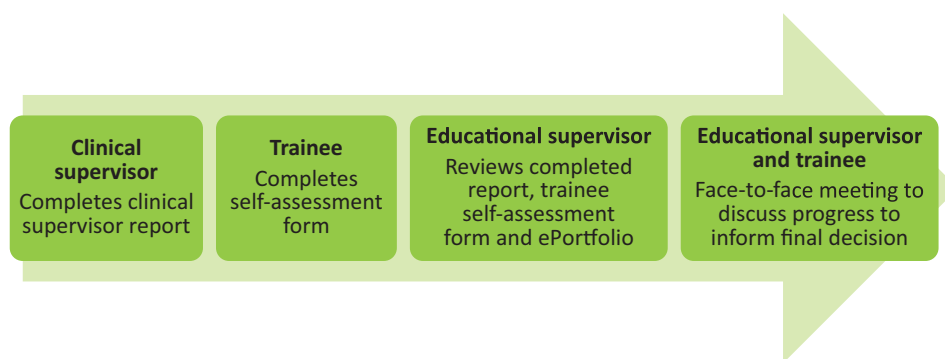 Clinical
supervisor
Completes clinical
supervisor report
Trainee
Completes
self-assessment
form
Educational supervisor
Reviews completed
report, trainee
self-assessment
form and ePortfolio
Educational supervisor
and trainee
Face-to-face meeting to
discuss progress to
inform final decision